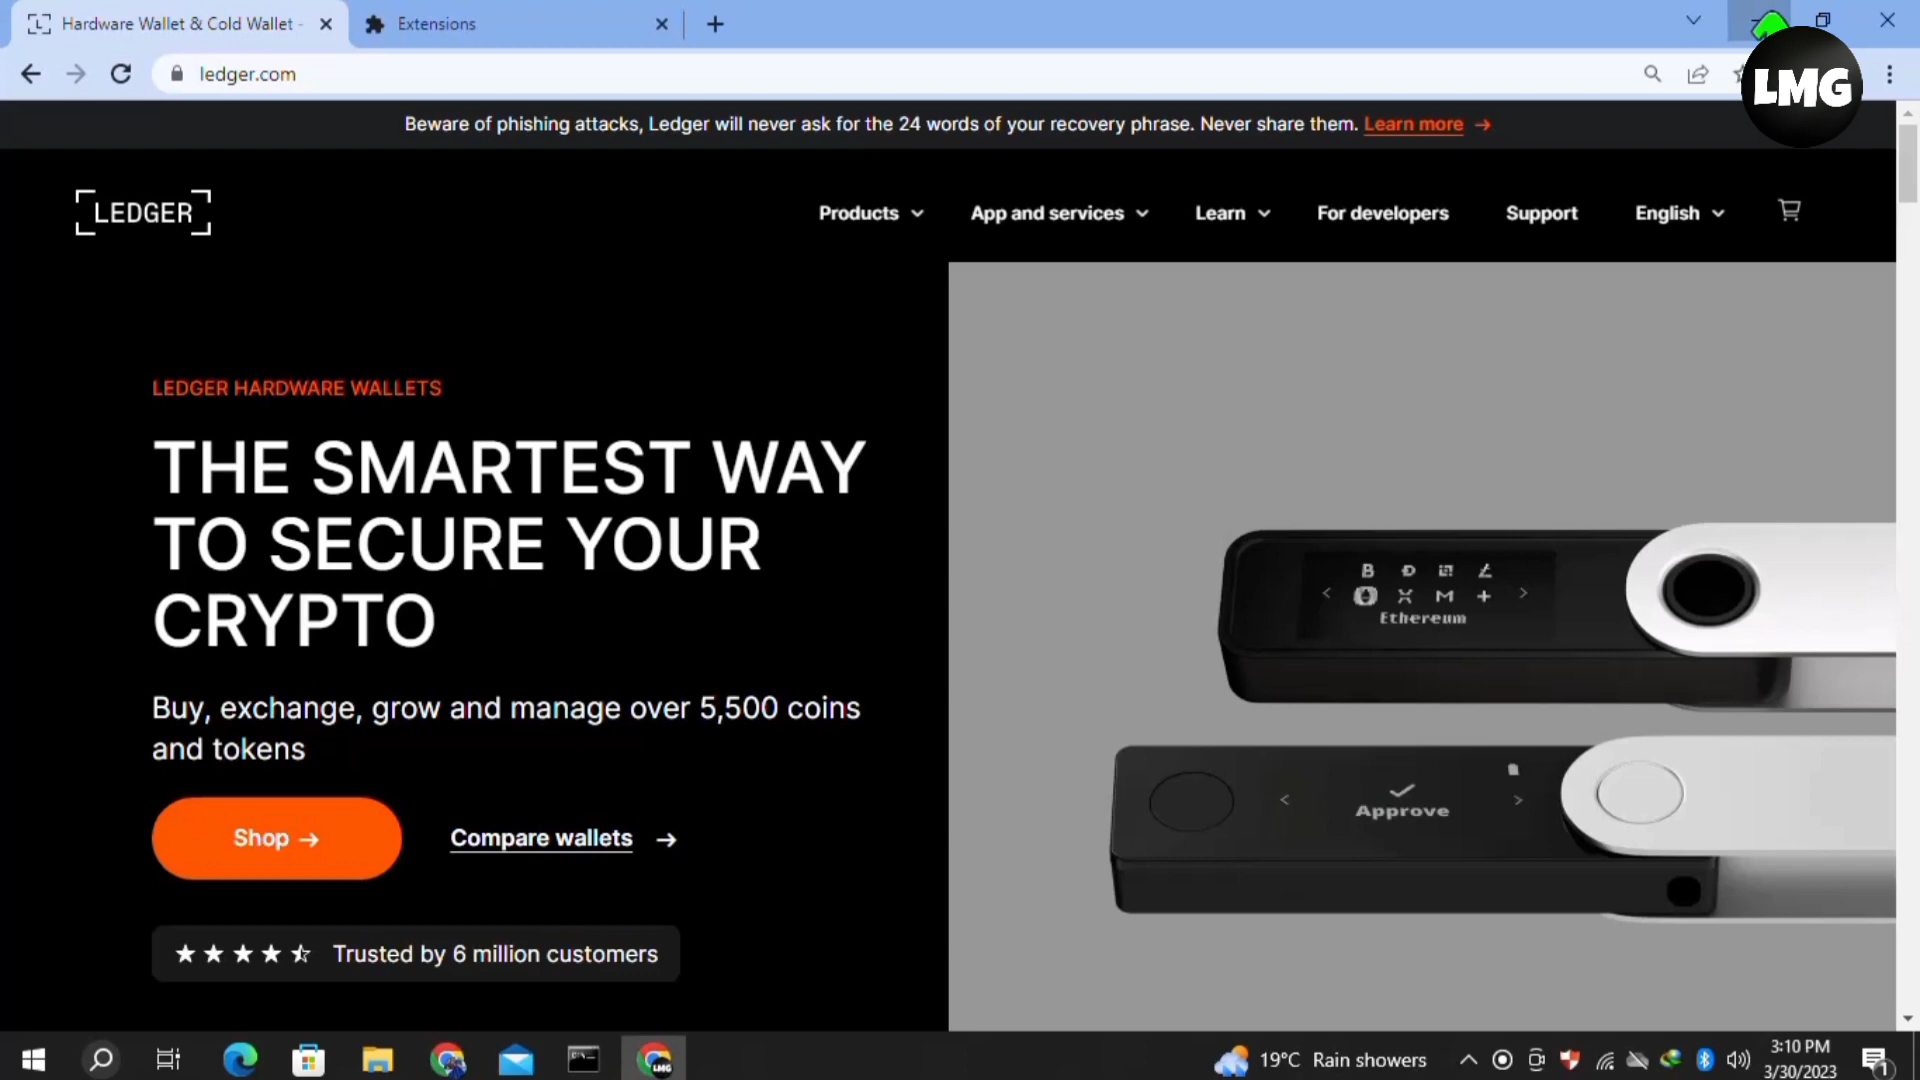 Hardware Wallet & Cold Wallet -
Extensions
ledger.com
LMG
Beware of phishing attacks, Ledger will never ask for the 24 words of your recovery phrase. Never share them. Learn more →
LEDGER
Products
App and services
Learn
For developers
Support
English
LEDGER HARDWARE WALLETS
THE SMARTEST WAY
TO SECURE YOUR
CRYPTO
Buy, exchange, grow and manage over 5,500 coins
and tokens
Shop →
Compare wallets →
Trusted by 6 million customers
Ethereum
Approve
LMG
19°C Rain showers
3:10 PM
3/30/2023
1